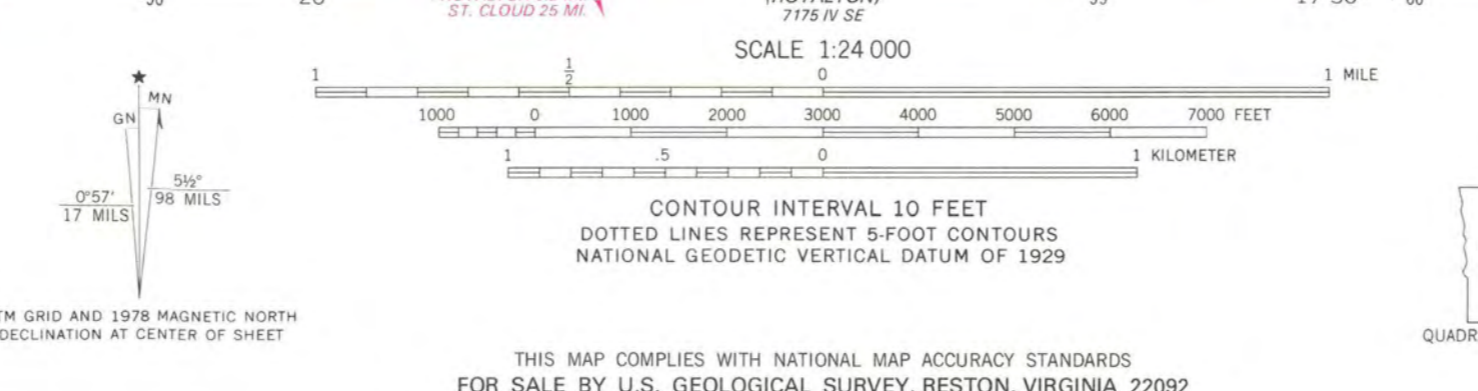 ST. CLOUD 25 MI.
7175 IV SE
SCALE 1:24 000
1 1/2 0 1 MILE
1000 0 1000 2000 3000 4000 5000 6000 7000 FEET
1 .5 0 1 KILOMETER
★
MN
GN
5½°
98 MILS
0°57'
17 MILS
CONTOUR INTERVAL 10 FEET
DOTTED LINES REPRESENT 5-FOOT CONTOURS
NATIONAL GEODETIC VERTICAL DATUM OF 1929
TM GRID AND 1978 MAGNETIC NORTH
DECLINATION AT CENTER OF SHEET
QUADR
THIS MAP COMPLIES WITH NATIONAL MAP ACCURACY STANDARDS
FOR SALE BY U.S. GEOLOGICAL SURVEY, RESTON, VIRGINIA 22092